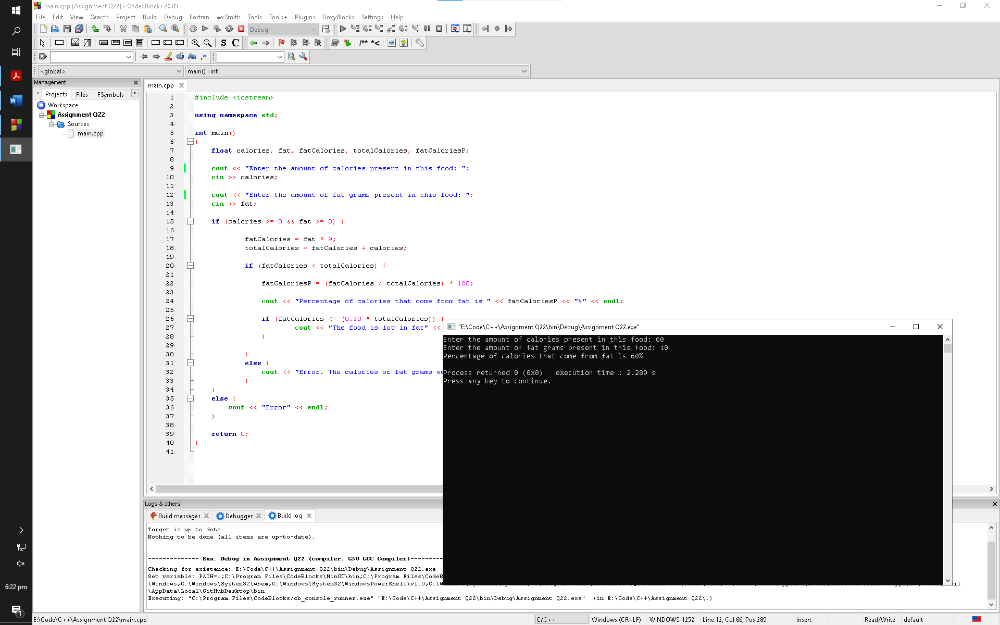 main.cpp [Assignment Q22] - Code::Blocks 20.03
File Edit View Search Project Build Debug Fortran wxSmith Tools Tools+ Plugins DoxyBlocks Settings Help
Debug
S C /** *<
Aa .*
<global> main() : int
Management
Projects Files FSymbols
Workspace
Assignment Q22
Sources
main.cpp
main.cpp
1 #include <iostream>
2
3 using namespace std;
4
5 int main()
6 {
7 float calories, fat, fatCalories, totalCalories, fatCaloriesP;
8
9 cout << "Enter the amount of calories present in this food: ";
10 cin >> calories;
11
12 cout << "Enter the amount of fat grams present in this food: ";
13 cin >> fat;
14
15 if (calories >= 0 && fat >= 0) {
16
17 fatCalories = fat * 9;
18 totalCalories = fatCalories + calories;
19
20 if (fatCalories < totalCalories) {
21
22 fatCaloriesP = (fatCalories / totalCalories) * 100;
23
24 cout << "Percentage of calories that come from fat is " << fatCaloriesP << "%" << endl;
25
26 if (fatCalories <= (0.30 * totalCalories)) {
27 cout << "The food is low in fat" <<
28 }
29
30 }
31 else {
32 cout << "Error. The calories or fat grams we
33 }
34 }
35 else {
36 cout << "Error" << endl;
37 }
38
39 return 0;
40 }
41
"E:\Code\C++\Assignment Q22\bin\Debug\Assignment Q22.exe"
Enter the amount of calories present in this food: 60
Enter the amount of fat grams present in this food: 10
Percentage of calories that come from fat is 60%
Process returned 0 (0x0) execution time : 2.289 s
Press any key to continue.
Logs & others
Build messages Debugger Build log
Target is up to date.
Nothing to be done (all items are up-to-date).
-------------- Run: Debug in Assignment Q22 (compiler: GNU GCC Compiler)---------
Checking for existence: E:\Code\C++\Assignment Q22\bin\Debug\Assignment Q22.exe
Set variable: PATH=.;C:\Program Files\CodeBlocks\MinGW\bin;C:\Program Files\CodeB
\Windows;C:\Windows\System32\wbem;C:\Windows\System32\WindowsPowerShell\v1.0;C:\W
\AppData\Local\GitHubDesktop\bin
Executing: "C:\Program Files\CodeBlocks/cb_console_runner.exe" "E:\Code\C++\Assignment Q22\bin\Debug\Assignment Q22.exe" (in E:\Code\C++\Assignment Q22\.)
6:22 pm
1
E:\Code\C++\Assignment Q22\main.cpp C/C++ Windows (CR+LF) WINDOWS-1252 Line 12, Col 66, Pos 289 Insert Read/Write default